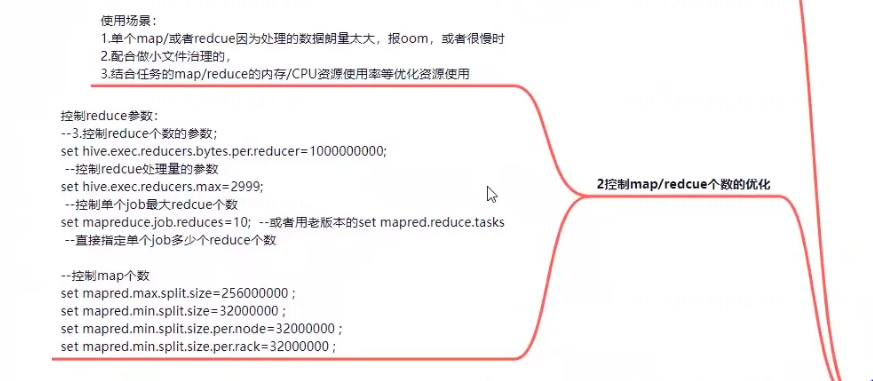 使用场景：
1.单个map/或者redcue因为处理的数据朗量太大，报oom，或者很慢时
2.配合做小文件治理的，
3.结合任务的map/reduce的内存/CPU资源使用率等优化资源使用
控制reduce参数：
--3.控制reduce个数的参数；
set hive.exec.reducers.bytes.per.reducer=1000000000;
--控制redcue处理量的参数
set hive.exec.reducers.max=2999;
--控制单个job最大redcue个数
set mapreduce.job.reduces=10;  --或者用老版本的set mapred.reduce.tasks
--直接指定单个job多少个reduce个数
--控制map个数
set mapred.max.split.size=256000000 ;
set mapred.min.split.size=32000000 ;
set mapred.min.split.size.per.node=32000000 ;
set mapred.min.split.size.per.rack=32000000 ;
2控制map/redcue个数的优化